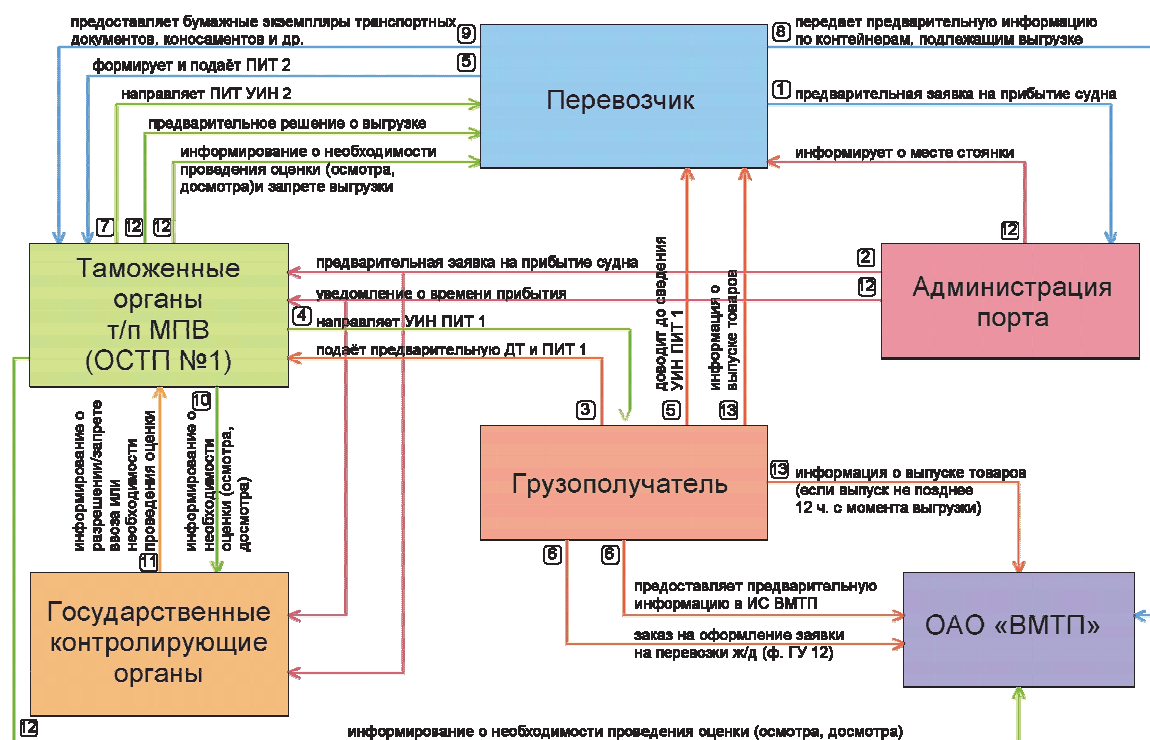 предоставляет бумажные экземпляры транспортных
документов, коносаментов и др.
9
формирует и подаёт ПИТ 2
5
направляет ПИТ УИН 2
предварительное решение о выгрузке
информирование о необходимости
проведения оценки (осмотра,
досмотра)и запрете выгрузки
7
12
12
Перевозчик
8
передает предварительную информацию
по контейнерам, подлежащим выгрузке
1
предварительная заявка на прибытие судна
информирует о месте стоянки
12
Таможенные
органы
т/п МПВ
(ОСТП №1)
предварительная заявка на прибытие судна
2
уведомление о времени прибытия
12
4
направляет УИН ПИТ 1
подаёт предварительную ДТ и ПИТ 1
3
доводит до сведения
УИН ПИТ 1
5
информация о
выпуске товаров
13
Администрация
порта
информирование о
разрешении/запрете
ввоза или
необходимости
проведения оценки
11
10
информирование о
необходимости
оценки (осмотра,
досмотра)
Грузополучатель
13
информация о выпуске товаров
(если выпуск не позднее
12 ч. с момента выгрузки)
6
6
предоставляет предварительную
информацию в ИС ВМТП
заказ на оформление заявки
на перевозки ж/д (ф. ГУ 12)
Государственные
контролирующие
органы
ОАО «ВМТП»
12
информирование о необходимости проведения оценки (осмотра, досмотра)